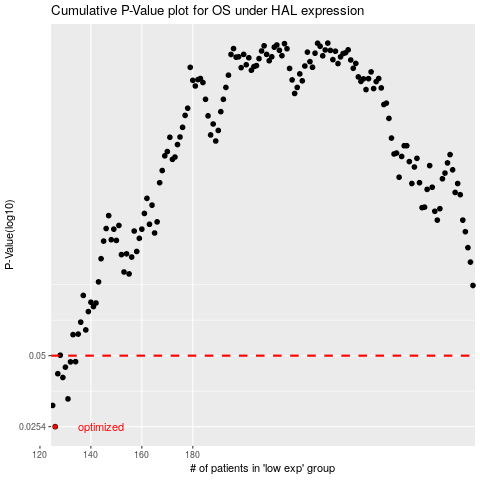 Cumulative P-Value plot for OS under HAL expression
P-Value(log10)
0.05
0.0254
optimized
120 140 160 180
# of patients in 'low exp' group